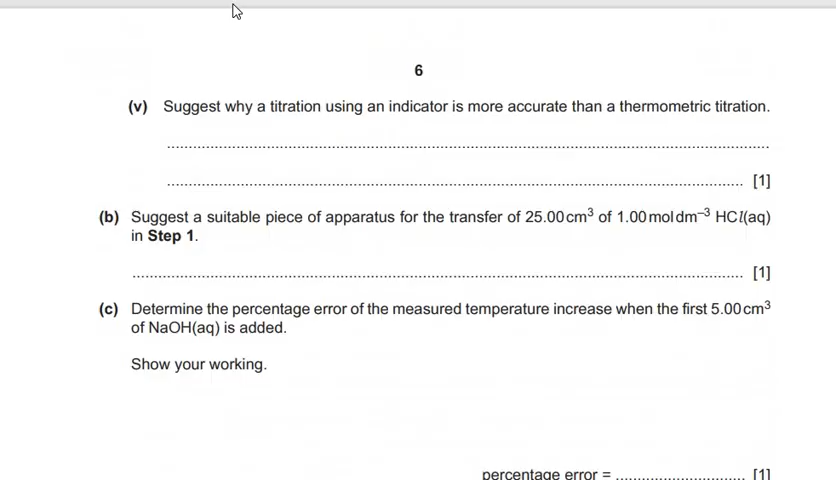 6
(v) Suggest why a titration using an indicator is more accurate than a thermometric titration.
.......................................................................................................................................
................................................................................................................................. [1]
(b) Suggest a suitable piece of apparatus for the transfer of 25.00 cm³ of 1.00 mol dm⁻³ HCl(aq)
in Step 1.
......................................................................................................................................... [1]
(c) Determine the percentage error of the measured temperature increase when the first 5.00 cm³
of NaOH(aq) is added.
Show your working.
percentage error = ............................. [1]